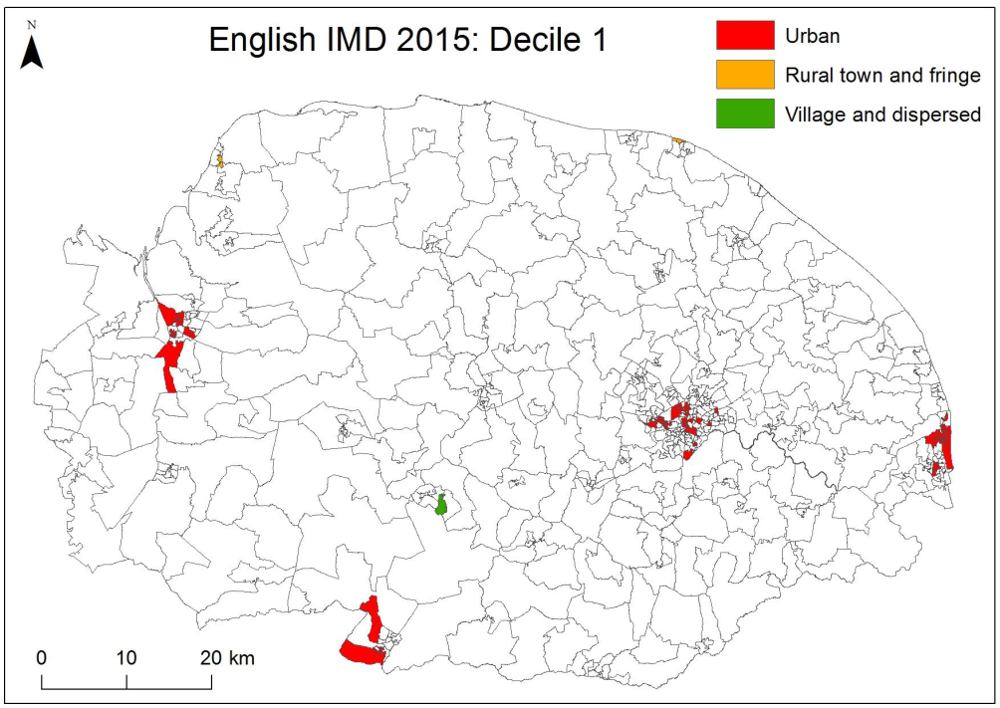 N
English IMD 2015: Decile 1
Urban
Rural town and fringe
Village and dispersed
0 10 20 km